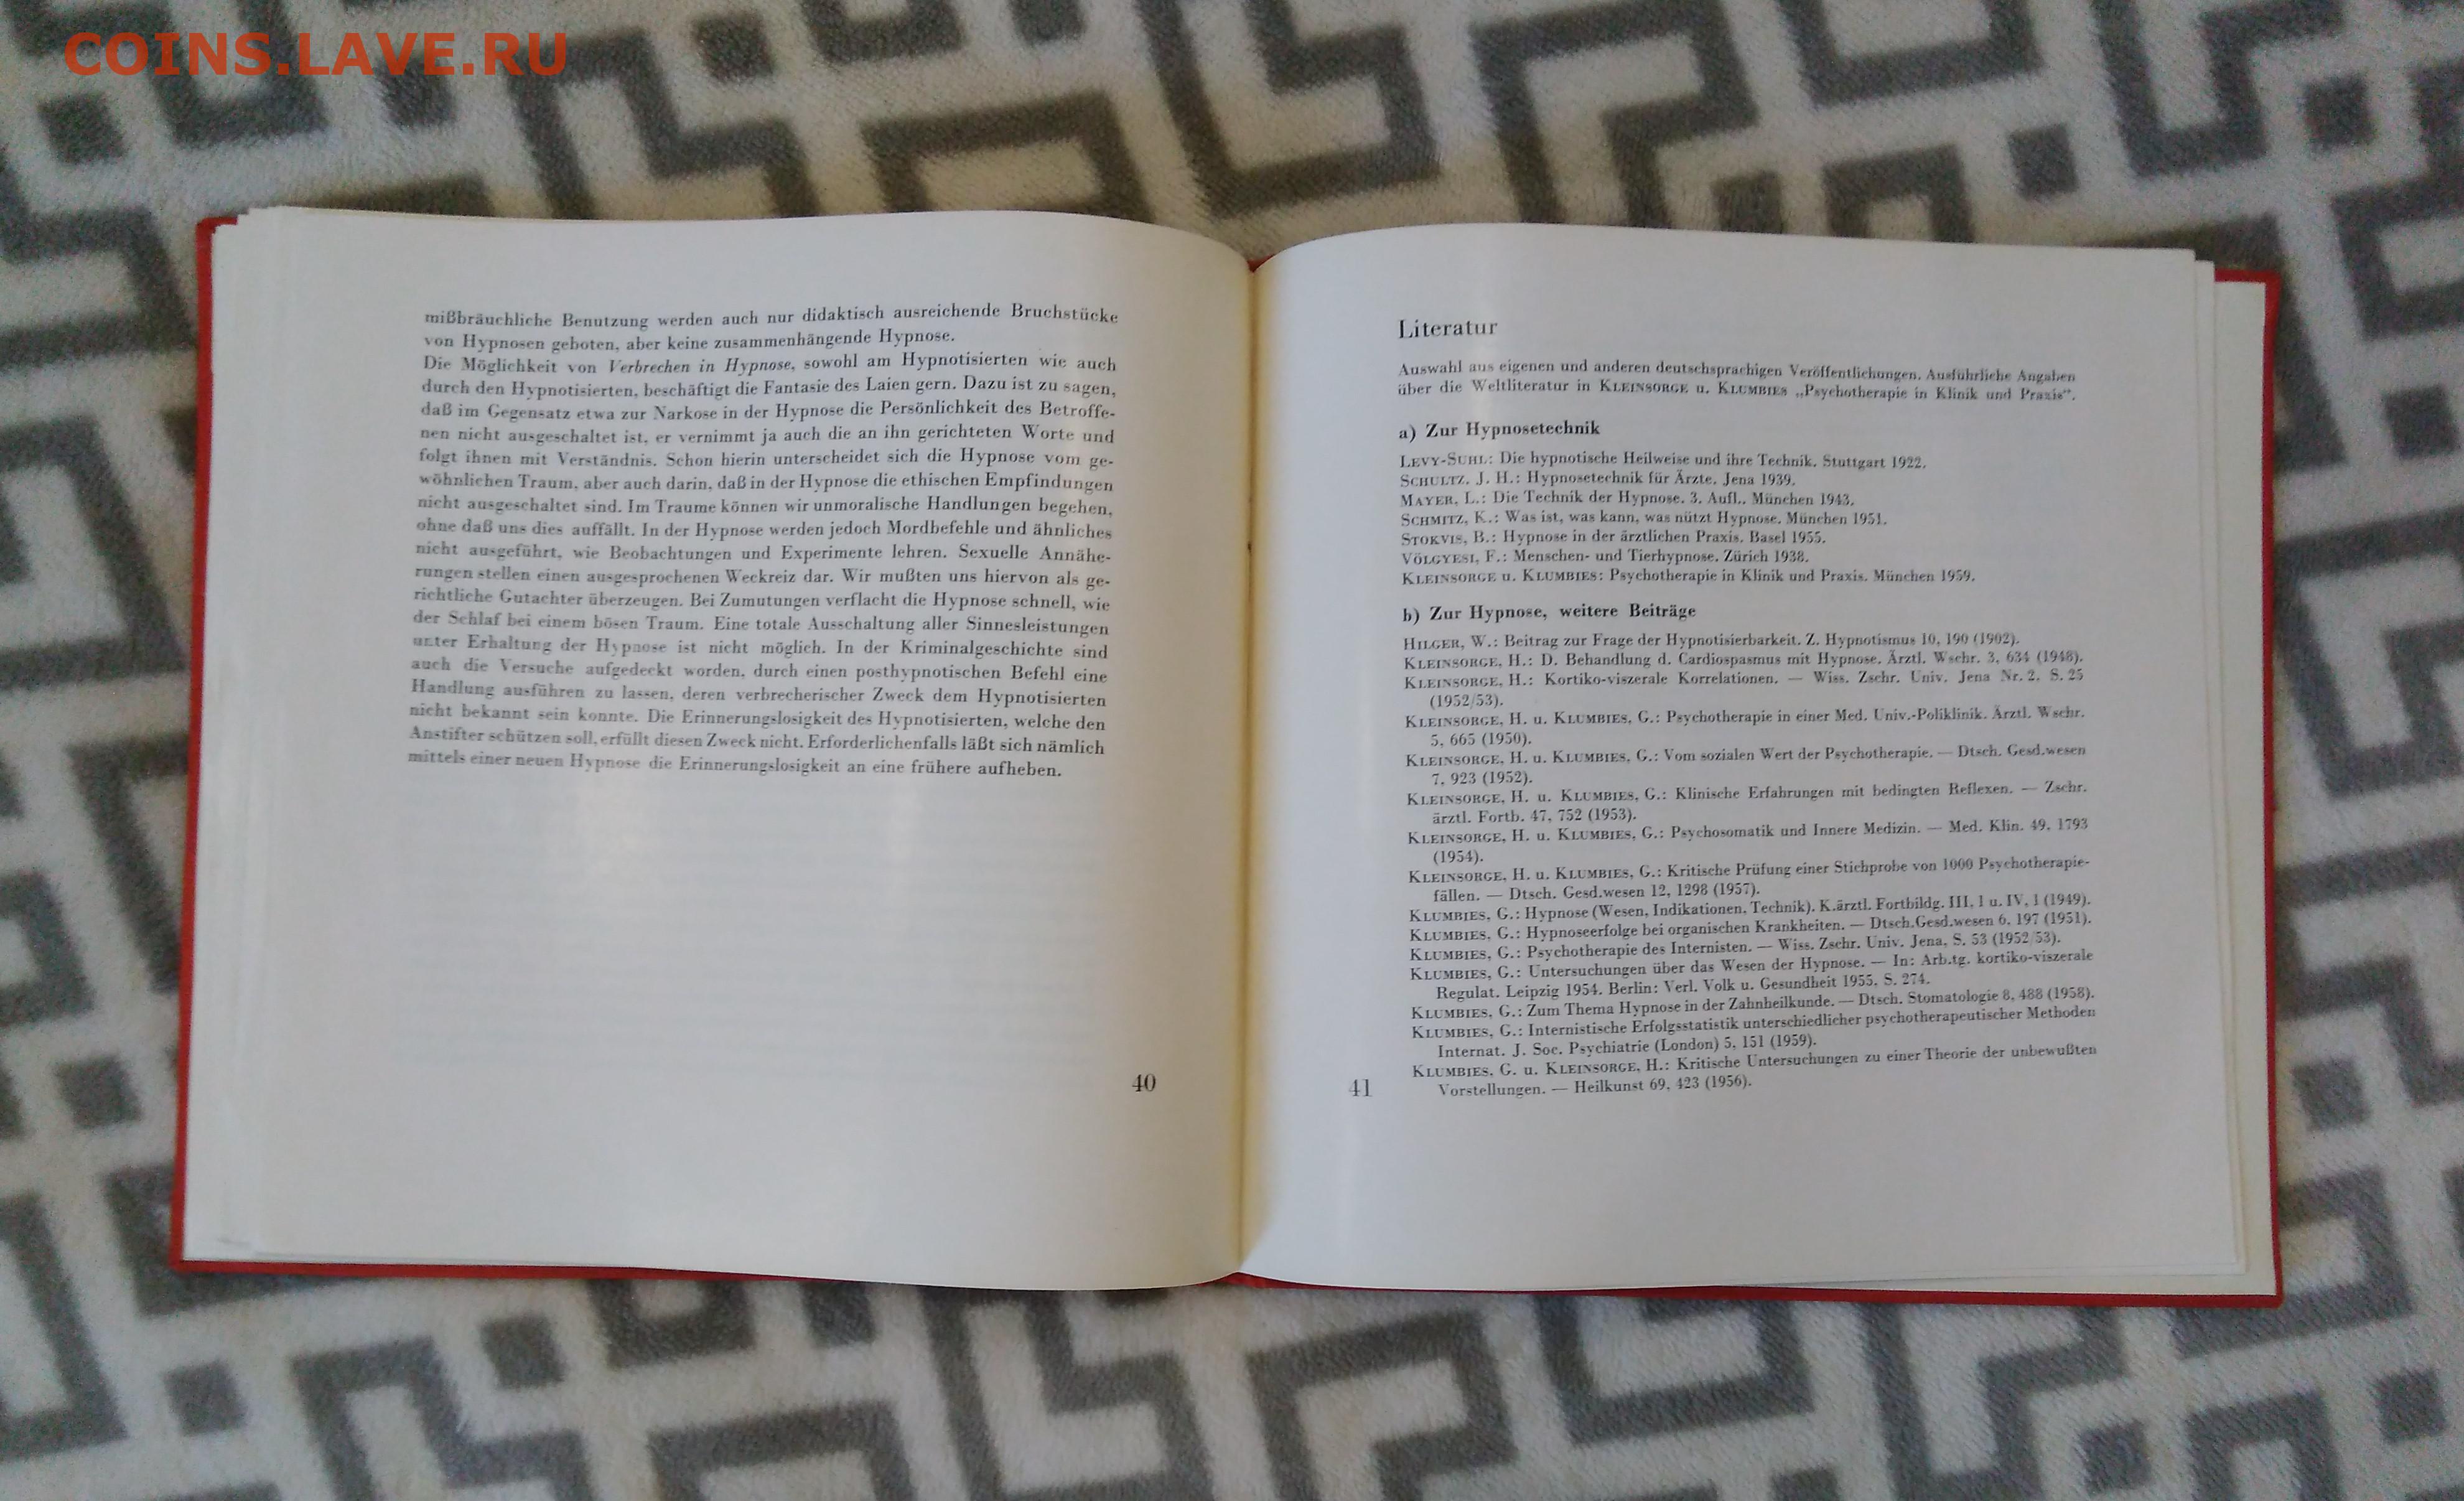 COINS.LAVE.RU
mißbräuchliche Benutzung werden auch nur didaktisch ausreichende Bruchstücke
von Hypnosen geboten, aber keine zusammenhängende Hypnose.
Die Möglichkeit von Verbrechen in Hypnose, sowohl am Hypnotisierten wie auch
durch den Hypnotisierten, beschäftigt die Fantasie des Laien gern. Dazu ist zu sagen,
daß im Gegensatz etwa zur Narkose in der Hypnose die Persönlichkeit des Betroffe-
nen nicht ausgeschaltet ist, er vernimmt ja auch die an ihn gerichteten Worte und
folgt ihnen mit Verständnis. Schon hierin unterscheidet sich die Hypnose vom ge-
wöhnlichen Traum, aber auch darin, daß in der Hypnose die ethischen Empfindungen
nicht ausgeschaltet sind. Im Traume können wir unmoralische Handlungen begehen,
ohne daß uns dies auffällt. In der Hypnose werden jedoch Mordbefehle und ähnliches
nicht ausgeführt, wie Beobachtungen und Experimente lehren. Sexuelle Annähe-
rungen stellen einen ausgesprochenen Weckreiz dar. Wir mußten uns hiervon als ge-
richtliche Gutachter überzeugen. Bei Zumutungen verflacht die Hypnose schnell, wie
der Schlaf bei einem bösen Traum. Eine totale Ausschaltung aller Sinnesleistungen
unter Erhaltung der Hypnose ist nicht möglich. In der Kriminalgeschichte sind
auch die Versuche aufgedeckt worden, durch einen posthypnotischen Befehl eine
Handlung ausführen zu lassen, deren verbrecherischer Zweck dem Hypnotisierten
nicht bekannt sein konnte. Die Erinnerungslosigkeit des Hypnotisierten, welche den
Anstifter schützen soll, erfüllt diesen Zweck nicht. Erforderlichenfalls läßt sich nämlich
mittels einer neuen Hypnose die Erinnerungslosigkeit an eine frühere aufheben.
40
Literatur
Auswahl aus eigenen und anderen deutschsprachigen Veröffentlichungen. Ausführliche Angaben
über die Weltliteratur in KLEINSORGE u. KLUMBIES „Psychotherapie in Klinik und Praxis“.
a) Zur Hypnosetechnik
LEVY-SUHL: Die hypnotische Heilweise und ihre Technik. Stuttgart 1922.
SCHULTZ, J. H.: Hypnosetechnik für Ärzte. Jena 1939.
MAYER, L.: Die Technik der Hypnose. 3. Aufl., München 1943.
SCHMITZ, K.: Was ist, was kann, was nützt Hypnose. München 1951.
STOKVIS, B.: Hypnose in der ärztlichen Praxis. Basel 1955.
VÖLGYESI, F.: Menschen- und Tierhypnose. Zürich 1938.
KLEINSORGE u. KLUMBIES: Psychotherapie in Klinik und Praxis. München 1959.
b) Zur Hypnose, weitere Beiträge
HILGER, W.: Beitrag zur Frage der Hypnotisierbarkeit. Z. Hypnotismus 10, 190 (1902).
KLEINSORGE, H.: D. Behandlung d. Cardiospasmus mit Hypnose. Ärztl. Wschr. 3, 634 (1948).
KLEINSORGE, H.: Kortiko-viszerale Korrelationen. — Wiss. Zschr. Univ. Jena Nr. 2, S. 25
(1952/53).
KLEINSORGE, H. u. KLUMBIES, G.: Psychotherapie in einer Med. Univ.-Poliklinik. Ärztl. Wschr.
5, 665 (1950).
KLEINSORGE, H. u. KLUMBIES, G.: Vom sozialen Wert der Psychotherapie. — Dtsch. Gesd.wesen
7, 923 (1952).
KLEINSORGE, H. u. KLUMBIES, G.: Klinische Erfahrungen mit bedingten Reflexen. — Zschr.
ärztl. Fortb. 47, 752 (1953).
KLEINSORGE, H. u. KLUMBIES, G.: Psychosomatik und Innere Medizin. — Med. Klin. 49, 1793
(1954).
KLEINSORGE, H. u. KLUMBIES, G.: Kritische Prüfung einer Stichprobe von 1000 Psychotherapie-
fällen. — Dtsch. Gesd.wesen 12, 1298 (1957).
KLUMBIES, G.: Hypnose (Wesen, Indikationen, Technik). K.ärztl. Fortbildg. III, 1 u. IV, 1 (1949).
KLUMBIES, G.: Hypnoseerfolge bei organischen Krankheiten. — Dtsch.Gesd.wesen 6, 197 (1951).
KLUMBIES, G.: Psychotherapie des Internisten. — Wiss. Zschr. Univ. Jena, S. 53 (1952/53).
KLUMBIES, G.: Untersuchungen über das Wesen der Hypnose. — In: Arb.tg. kortiko-viszerale
Regulat. Leipzig 1954. Berlin: Verl. Volk u. Gesundheit 1955, S. 274.
KLUMBIES, G.: Zum Thema Hypnose in der Zahnheilkunde. — Dtsch. Stomatologie 8, 488 (1958).
KLUMBIES, G.: Internistische Erfolgsstatistik unterschiedlicher psychotherapeutischer Methoden
Internat. J. Soc. Psychiatrie (London) 5, 151 (1959).
KLUMBIES, G. u. KLEINSORGE, H.: Kritische Untersuchungen zu einer Theorie der unbewußten
Vorstellungen. — Heilkunst 69, 423 (1956).
41